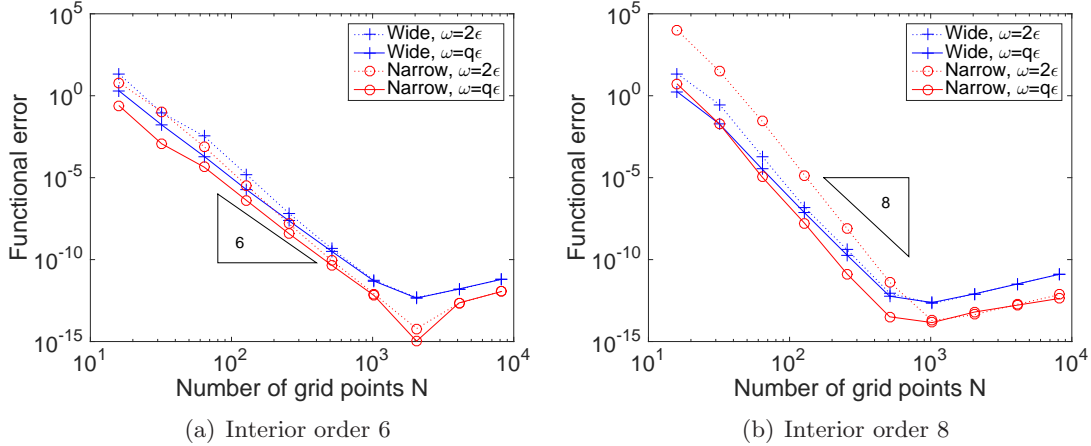 10^5
10^0
10^-5
10^-10
10^-15
Functional error
Wide, ω=2ϵ
Wide, ω=qϵ
Narrow, ω=2ϵ
Narrow, ω=qϵ
6
10^1
10^2
10^3
10^4
Number of grid points N
(a) Interior order 6
10^5
10^0
10^-5
10^-10
10^-15
Functional error
Wide, ω=2ϵ
Wide, ω=qϵ
Narrow, ω=2ϵ
Narrow, ω=qϵ
8
10^1
10^2
10^3
10^4
Number of grid points N
(b) Interior order 8